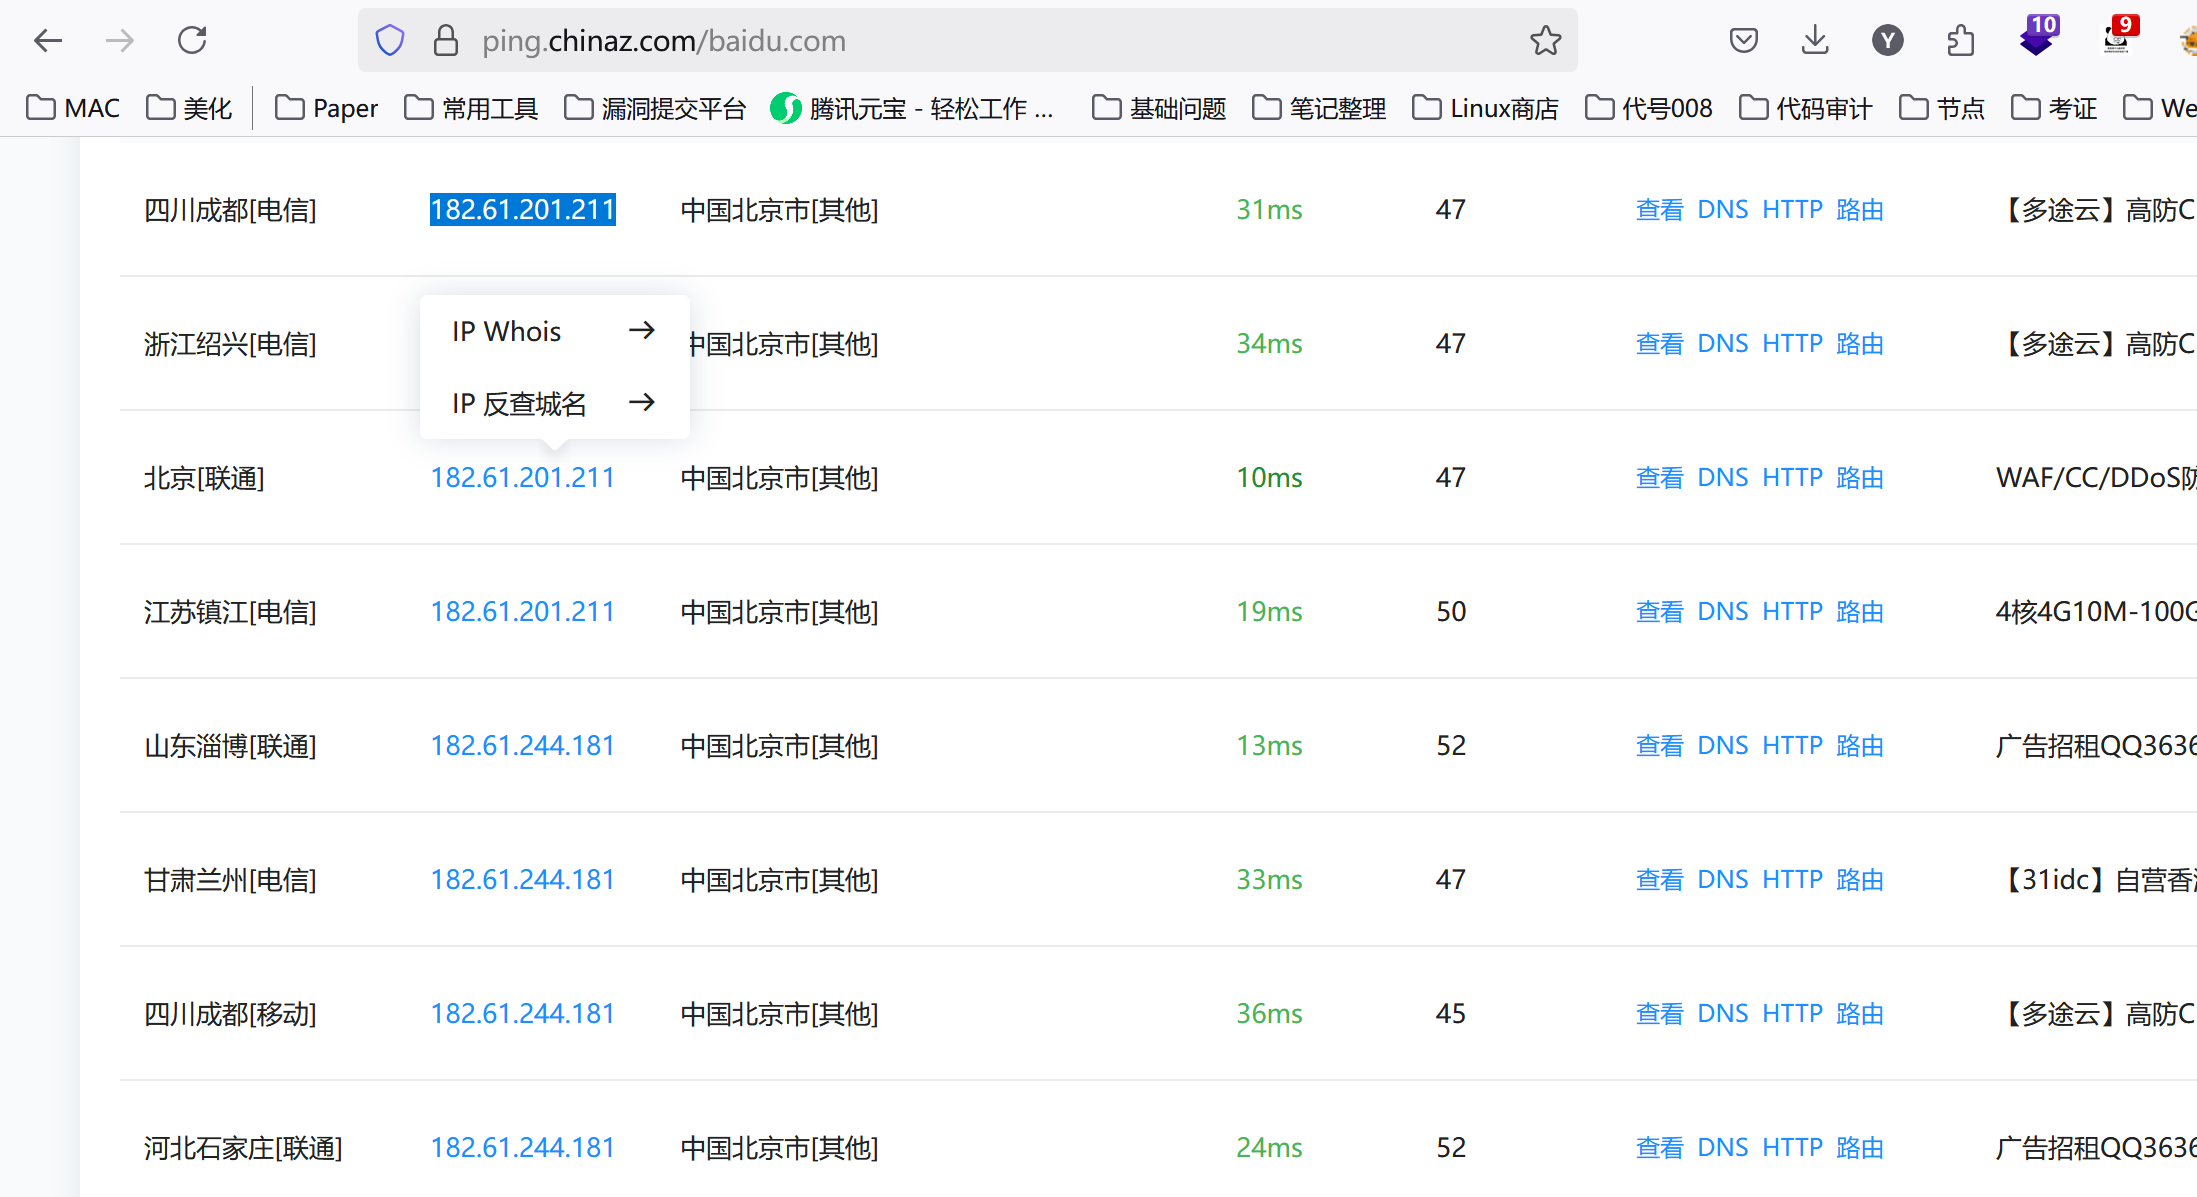 ping.chinaz.com/baidu.com
10
9
Y
MAC 美化 Paper 常用工具 漏洞提交平台 腾讯元宝 - 轻松工作 ... 基础问题 笔记整理 Linux商店 代号008 代码审计 节点 考证 We
四川成都[电信] 182.61.201.211 中国北京市[其他] 31ms 47 查看 DNS HTTP 路由 【多途云】高防C
浙江绍兴[电信] 中国北京市[其他] 34ms 47 查看 DNS HTTP 路由 【多途云】高防C
IP Whois →
IP 反查域名 →
北京[联通] 182.61.201.211 中国北京市[其他] 10ms 47 查看 DNS HTTP 路由 WAF/CC/DDoS防
江苏镇江[电信] 182.61.201.211 中国北京市[其他] 19ms 50 查看 DNS HTTP 路由 4核4G10M-100G
山东淄博[联通] 182.61.244.181 中国北京市[其他] 13ms 52 查看 DNS HTTP 路由 广告招租QQ3636
甘肃兰州[电信] 182.61.244.181 中国北京市[其他] 33ms 47 查看 DNS HTTP 路由 【31idc】自营香港
四川成都[移动] 182.61.244.181 中国北京市[其他] 36ms 45 查看 DNS HTTP 路由 【多途云】高防C
河北石家庄[联通] 182.61.244.181 中国北京市[其他] 24ms 52 查看 DNS HTTP 路由 广告招租QQ3636